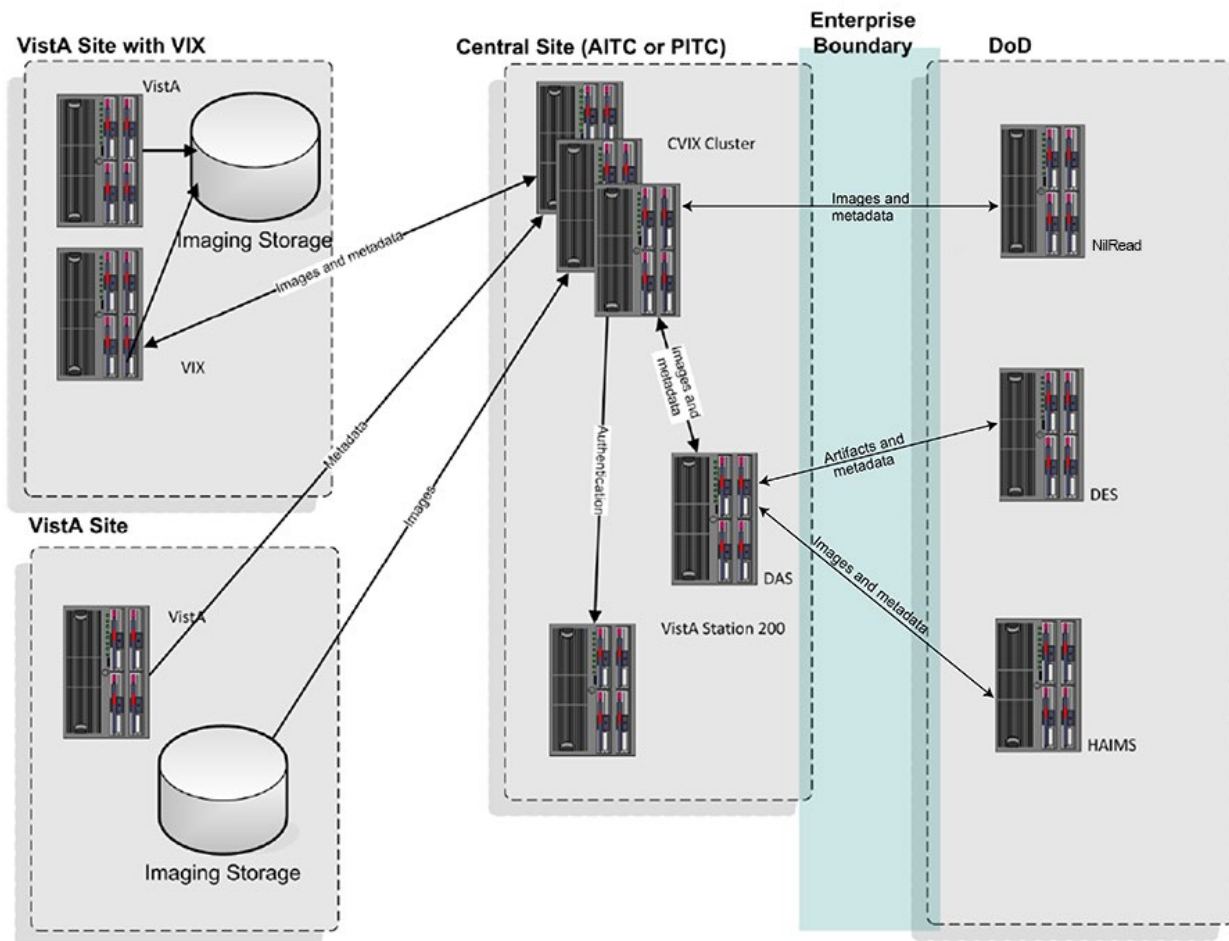 VistA Site with VIX
VistA
Imaging Storage
VIX
Images and metadata
VistA Site
VistA
Metadata
Images
Imaging Storage
Central Site (AITC or PITC)
CVIX Cluster
Images and
metadata
Authentication
DAS
VistA Station 200
Enterprise
Boundary
Images and
metadata
Artifacts and
metadata
Images and metadata
DoD
NilRead
DES
HAIMS